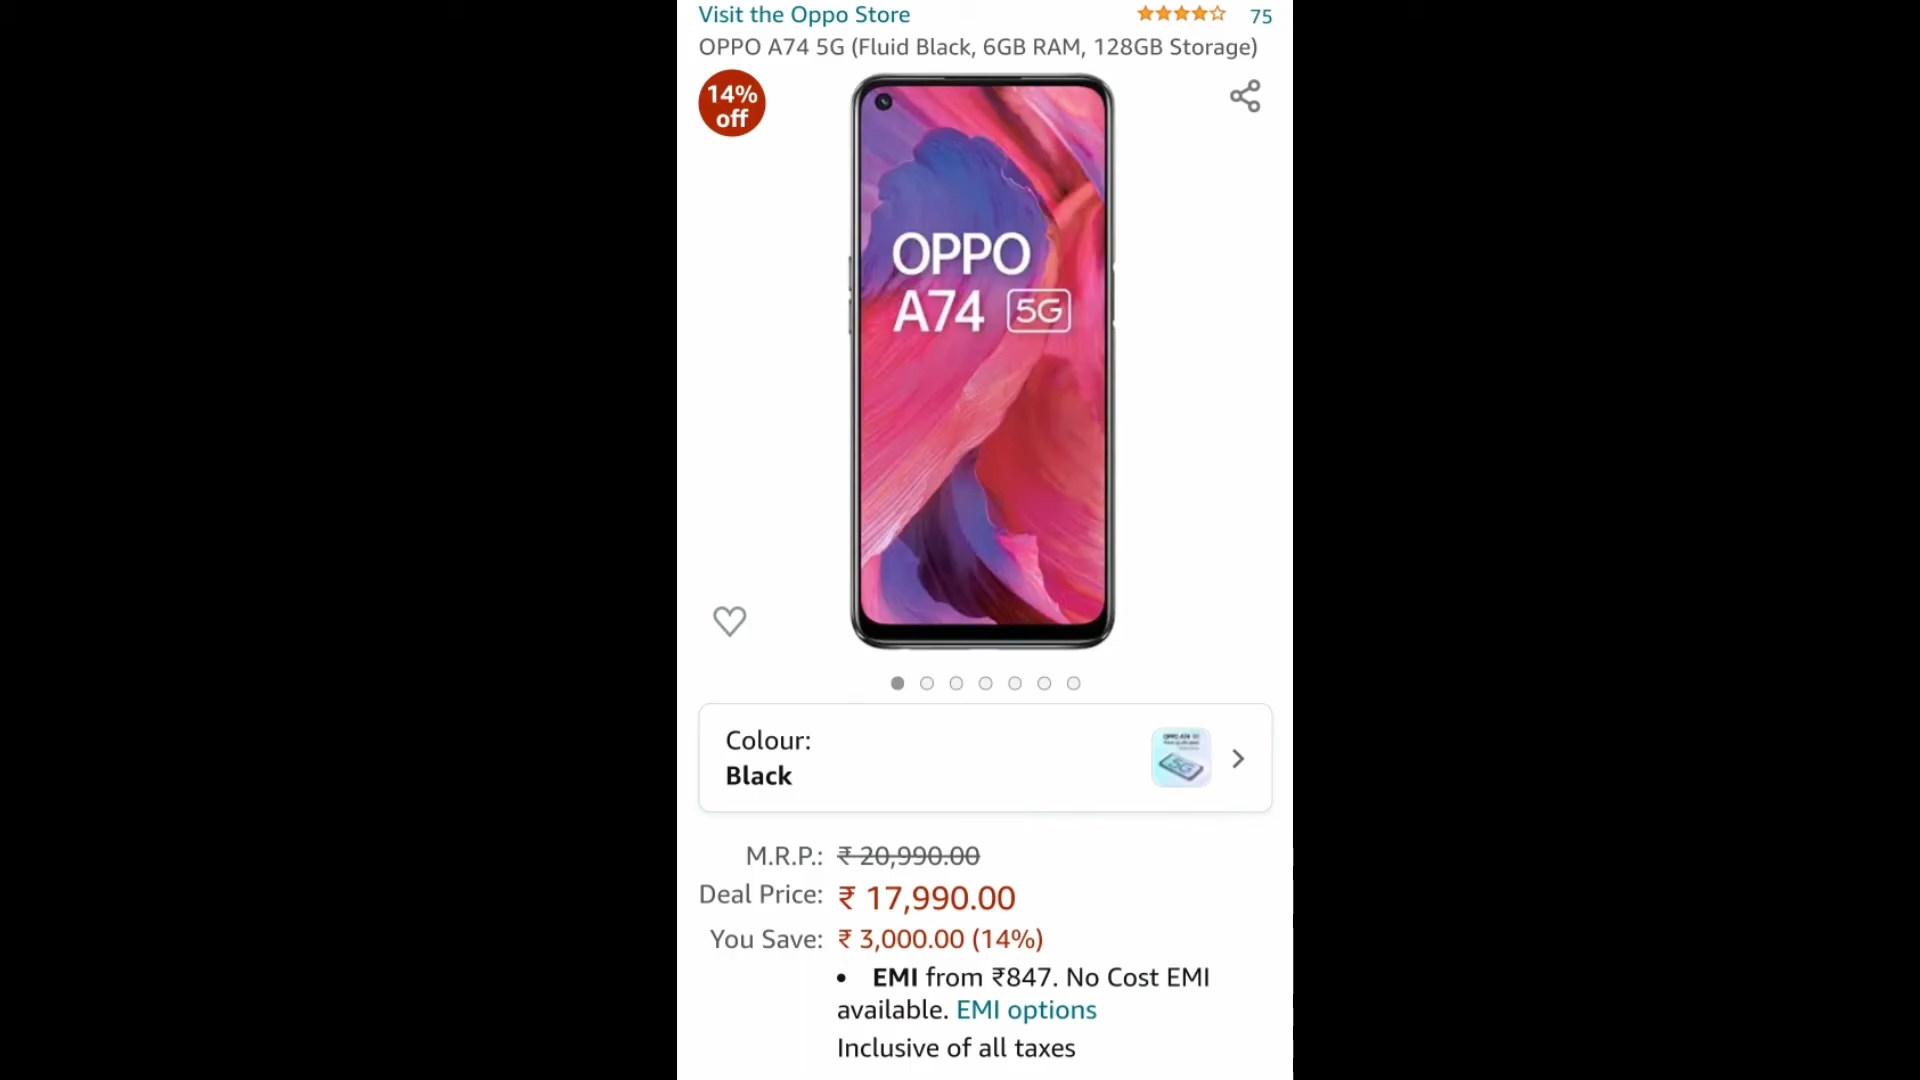 Visit the Oppo Store 75
OPPO A74 5G (Fluid Black, 6GB RAM, 128GB Storage)
14%
off
OPPO
A74 5G
Colour:
Black
M.R.P.: ₹ 20,990.00
Deal Price: ₹ 17,990.00
You Save: ₹ 3,000.00 (14%)
• EMI from ₹847. No Cost EMI
available. EMI options
Inclusive of all taxes